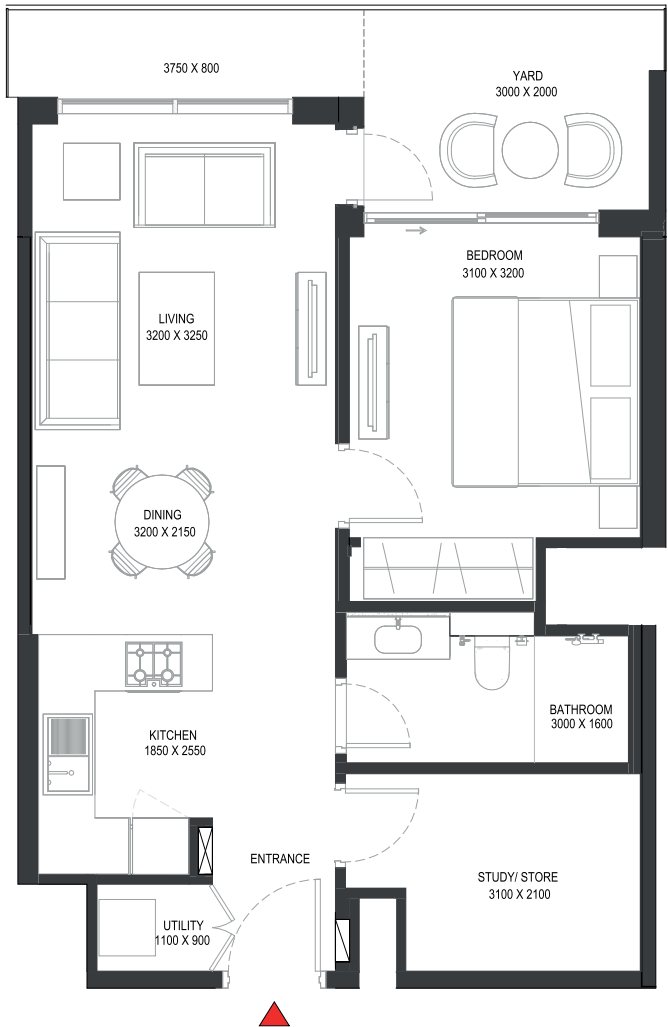 3750 X 800
YARD
3000 X 2000
BEDROOM
3100 X 3200
LIVING
3200 X 3250
DINING
3200 X 2150
KITCHEN
1850 X 2550
BATHROOM
3000 X 1600
ENTRANCE
STUDY/ STORE
3100 X 2100
UTILITY
1100 X 900